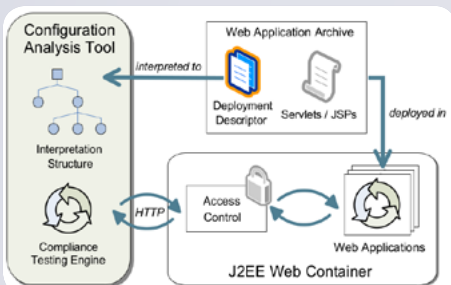 Configuration
Analysis Tool
Interpretation
Structure
Compliance
Testing Engine
interpreted to
Web Application Archive
Deployment
Descriptor
Servlets / JSPs
deployed in
HTTP
Access
Control
Web Applications
J2EE Web Container